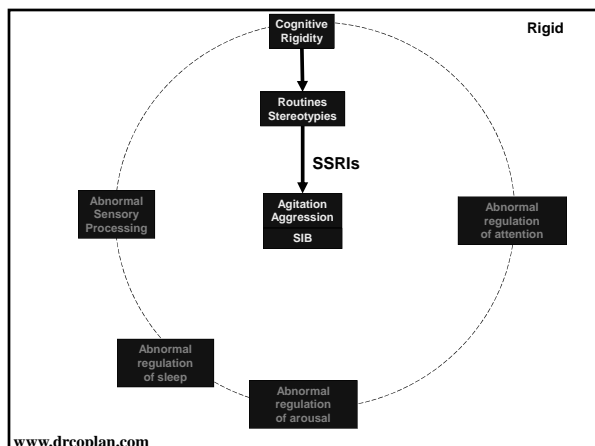 Cognitive
Rigidity
Rigid
Routines
Stereotypies
SSRIs
Abnormal
Sensory
Processing
Agitation
Aggression
SIB
Abnormal
regulation
of attention
Abnormal
regulation
of sleep
Abnormal
regulation
of arousal
www.drcoplan.com